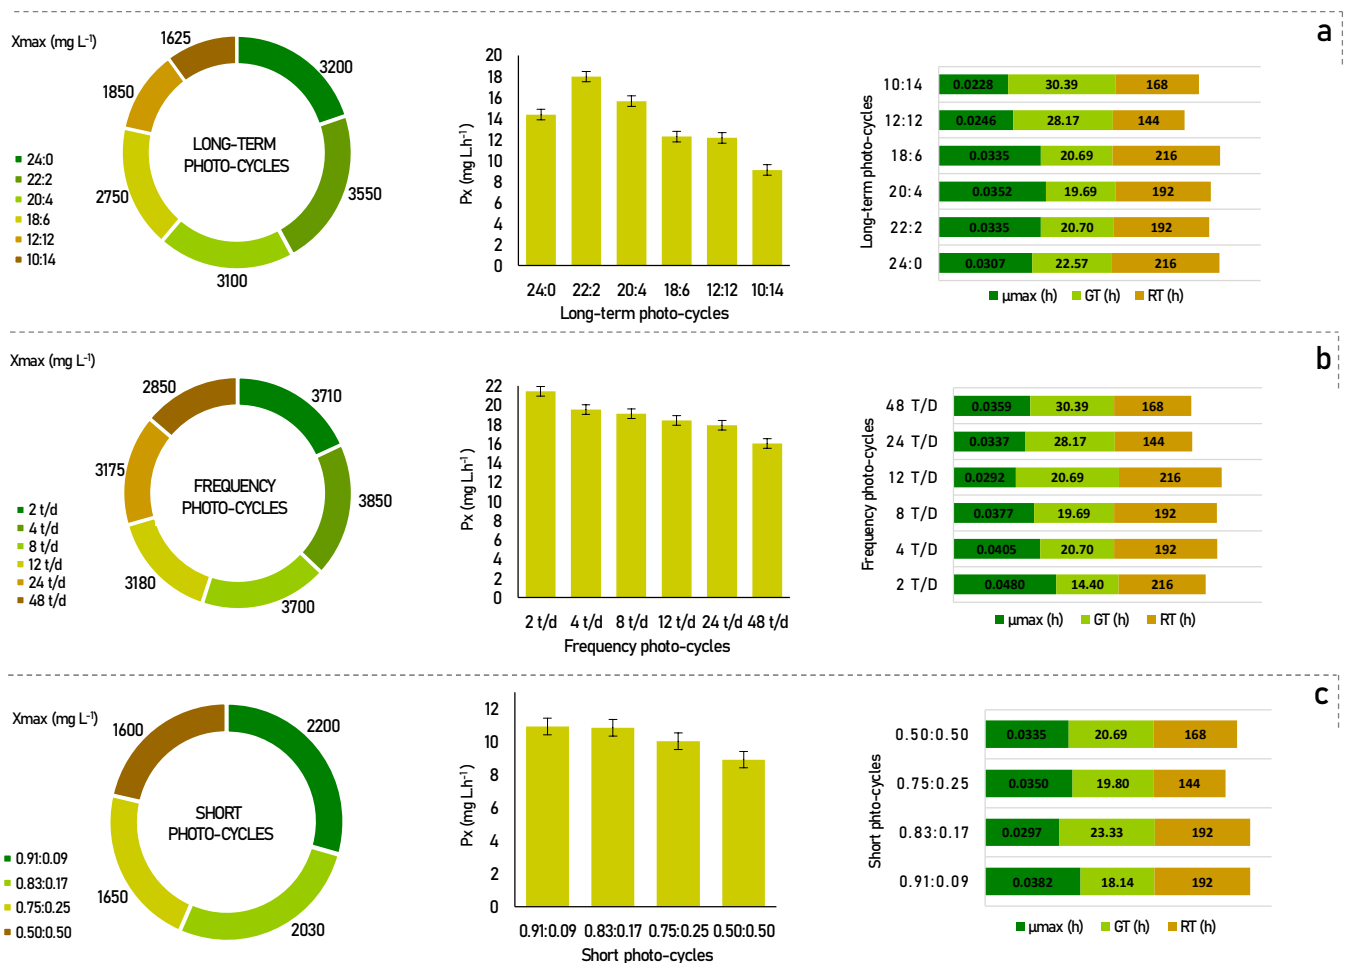 a
Xmax (mg L⁻¹)
1625
3200
1850
LONG-TERM
PHOTO-CYCLES
2750
3550
3100
24:0
22:2
20:4
18:6
12:12
10:14
Px (mg L.h⁻¹)
20
18
16
14
12
10
8
6
4
2
0
24:0 22:2 20:4 18:6 12:12 10:14
Long-term photo-cycles
Long-term photo-cycles
10:14 0.0228 30.39 168
12:12 0.0246 28.17 144
18:6 0.0335 20.69 216
20:4 0.0352 19.69 192
22:2 0.0335 20.70 192
24:0 0.0307 22.57 216
µmax (h) GT (h) RT (h)
b
Xmax (mg L⁻¹)
2850
3710
3175
FREQUENCY
PHOTO-CYCLES
3850
3180
3700
2 t/d
4 t/d
8 t/d
12 t/d
24 t/d
48 t/d
Px (mg L.h⁻¹)
22
20
18
16
14
12
10
8
6
4
2
0
2 t/d 4 t/d 8 t/d 12 t/d 24 t/d 48 t/d
Frequency photo-cycles
Frequency photo-cycles
48 T/D 0.0359 30.39 168
24 T/D 0.0337 28.17 144
12 T/D 0.0292 20.69 216
8 T/D 0.0377 19.69 192
4 T/D 0.0405 20.70 192
2 T/D 0.0480 14.40 216
µmax (h) GT (h) RT (h)
c
Xmax (mg L⁻¹)
1600
2200
SHORT
PHOTO-CYCLES
1650
2030
0.91:0.09
0.83:0.17
0.75:0.25
0.50:0.50
Px (mg L.h⁻¹)
12
10
8
6
4
2
0
0.91:0.09 0.83:0.17 0.75:0.25 0.50:0.50
Short photo-cycles
Short phto-cycles
0.50:0.50 0.0335 20.69 168
0.75:0.25 0.0350 19.80 144
0.83:0.17 0.0297 23.33 192
0.91:0.09 0.0382 18.14 192
µmax (h) GT (h) RT (h)